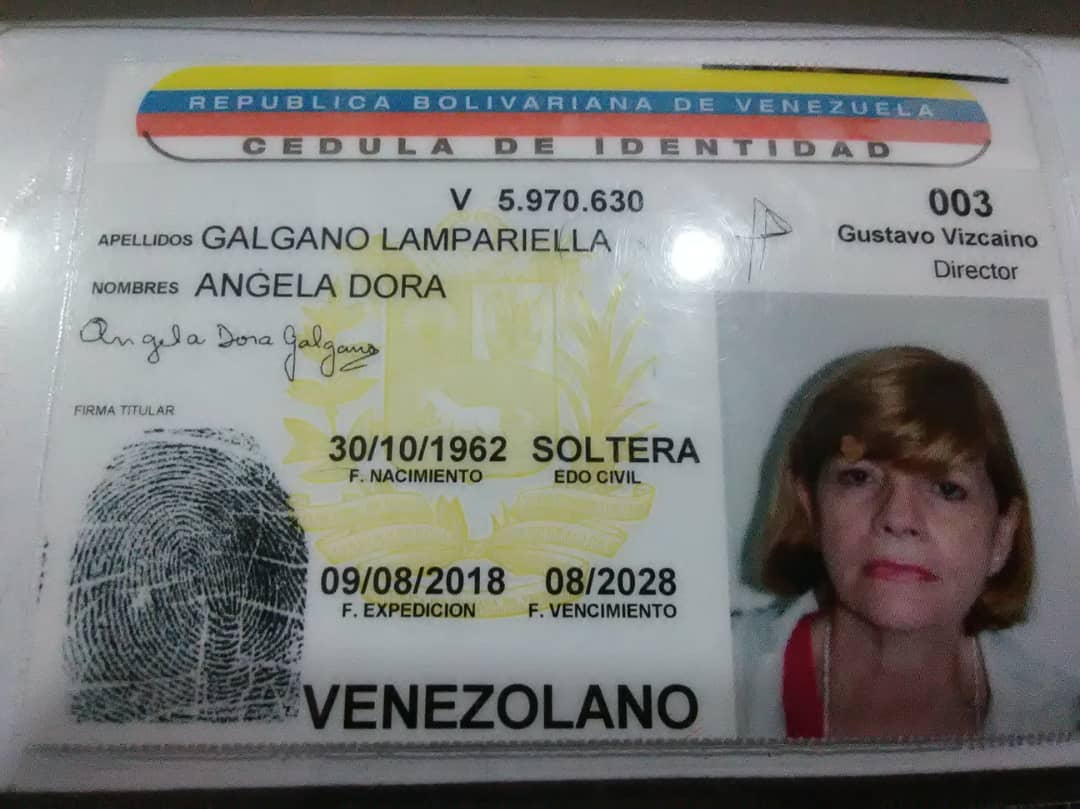 REPUBLICA BOLIVARIANA DE VENEZUELA
CEDULA DE IDENTIDAD
V 5.970.630
003
Gustavo Vizcaino
Director
APELLIDOS GALGANO LAMPARIELLA
NOMBRES ANGELA DORA
Angela Dora Galgano
FIRMA TITULAR
30/10/1962 SOLTERA
F. NACIMIENTO EDO CIVIL
09/08/2018 08/2028
F. EXPEDICION F. VENCIMIENTO
VENEZOLANO